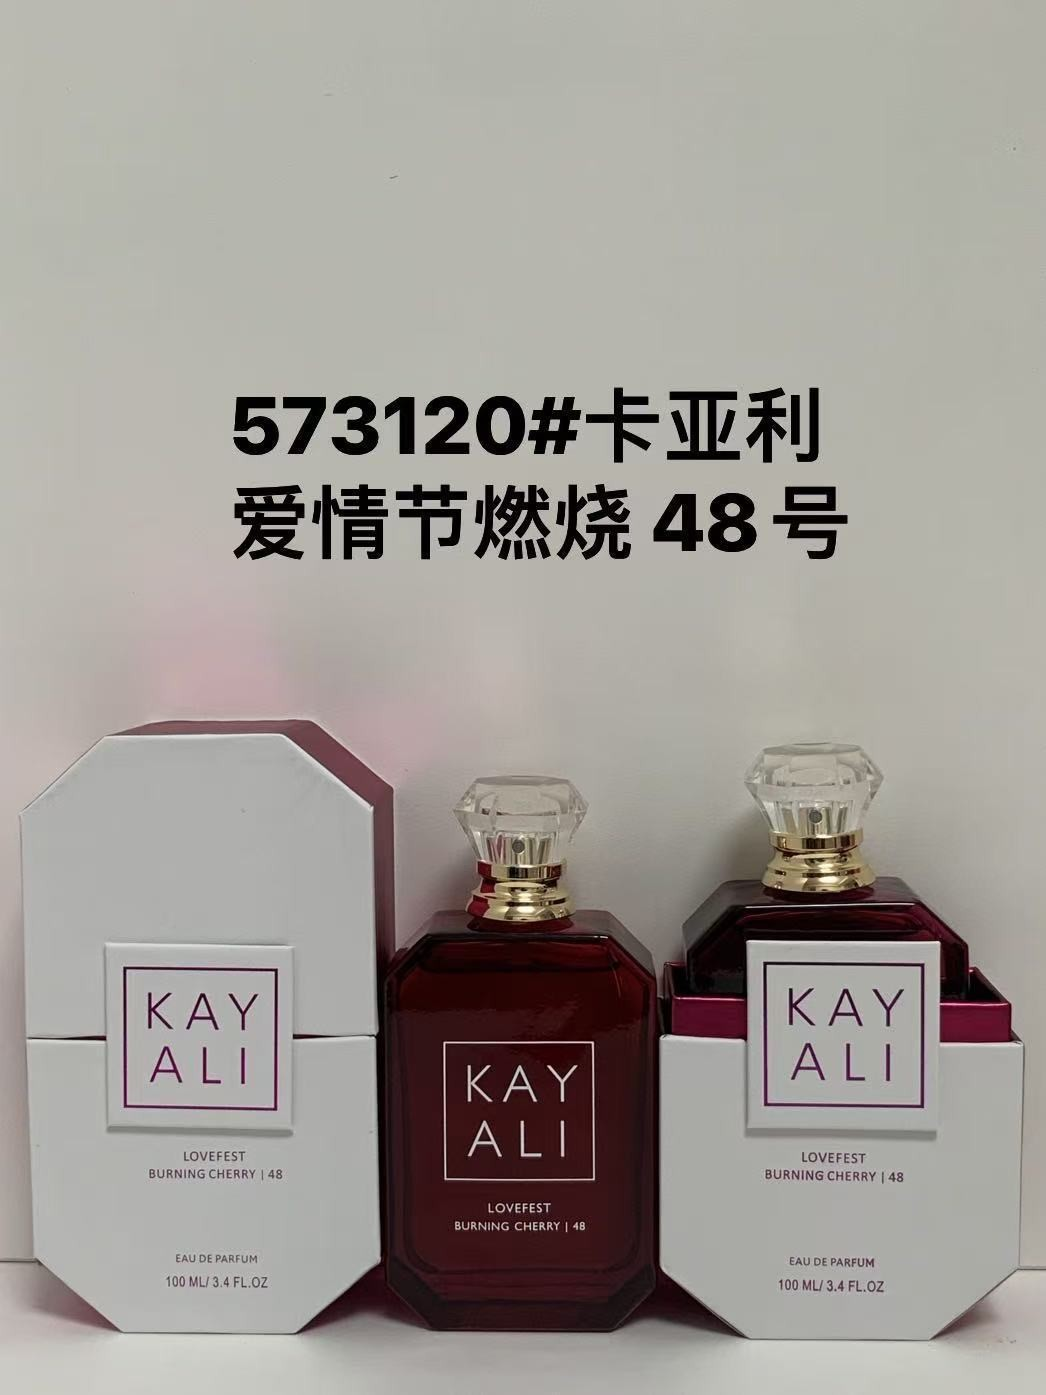 573120#卡亚利
爱情节燃烧 48号
KAY
ALI
LOVEFEST
BURNING CHERRY | 48
EAU DE PARFUM
100 ML/ 3.4 FL.OZ
KAY
ALI
LOVEFEST
BURNING CHERRY | 48
KAY
ALI
LOVEFEST
BURNING CHERRY | 48
EAU DE PARFUM
100 ML/ 3.4 FL.OZ